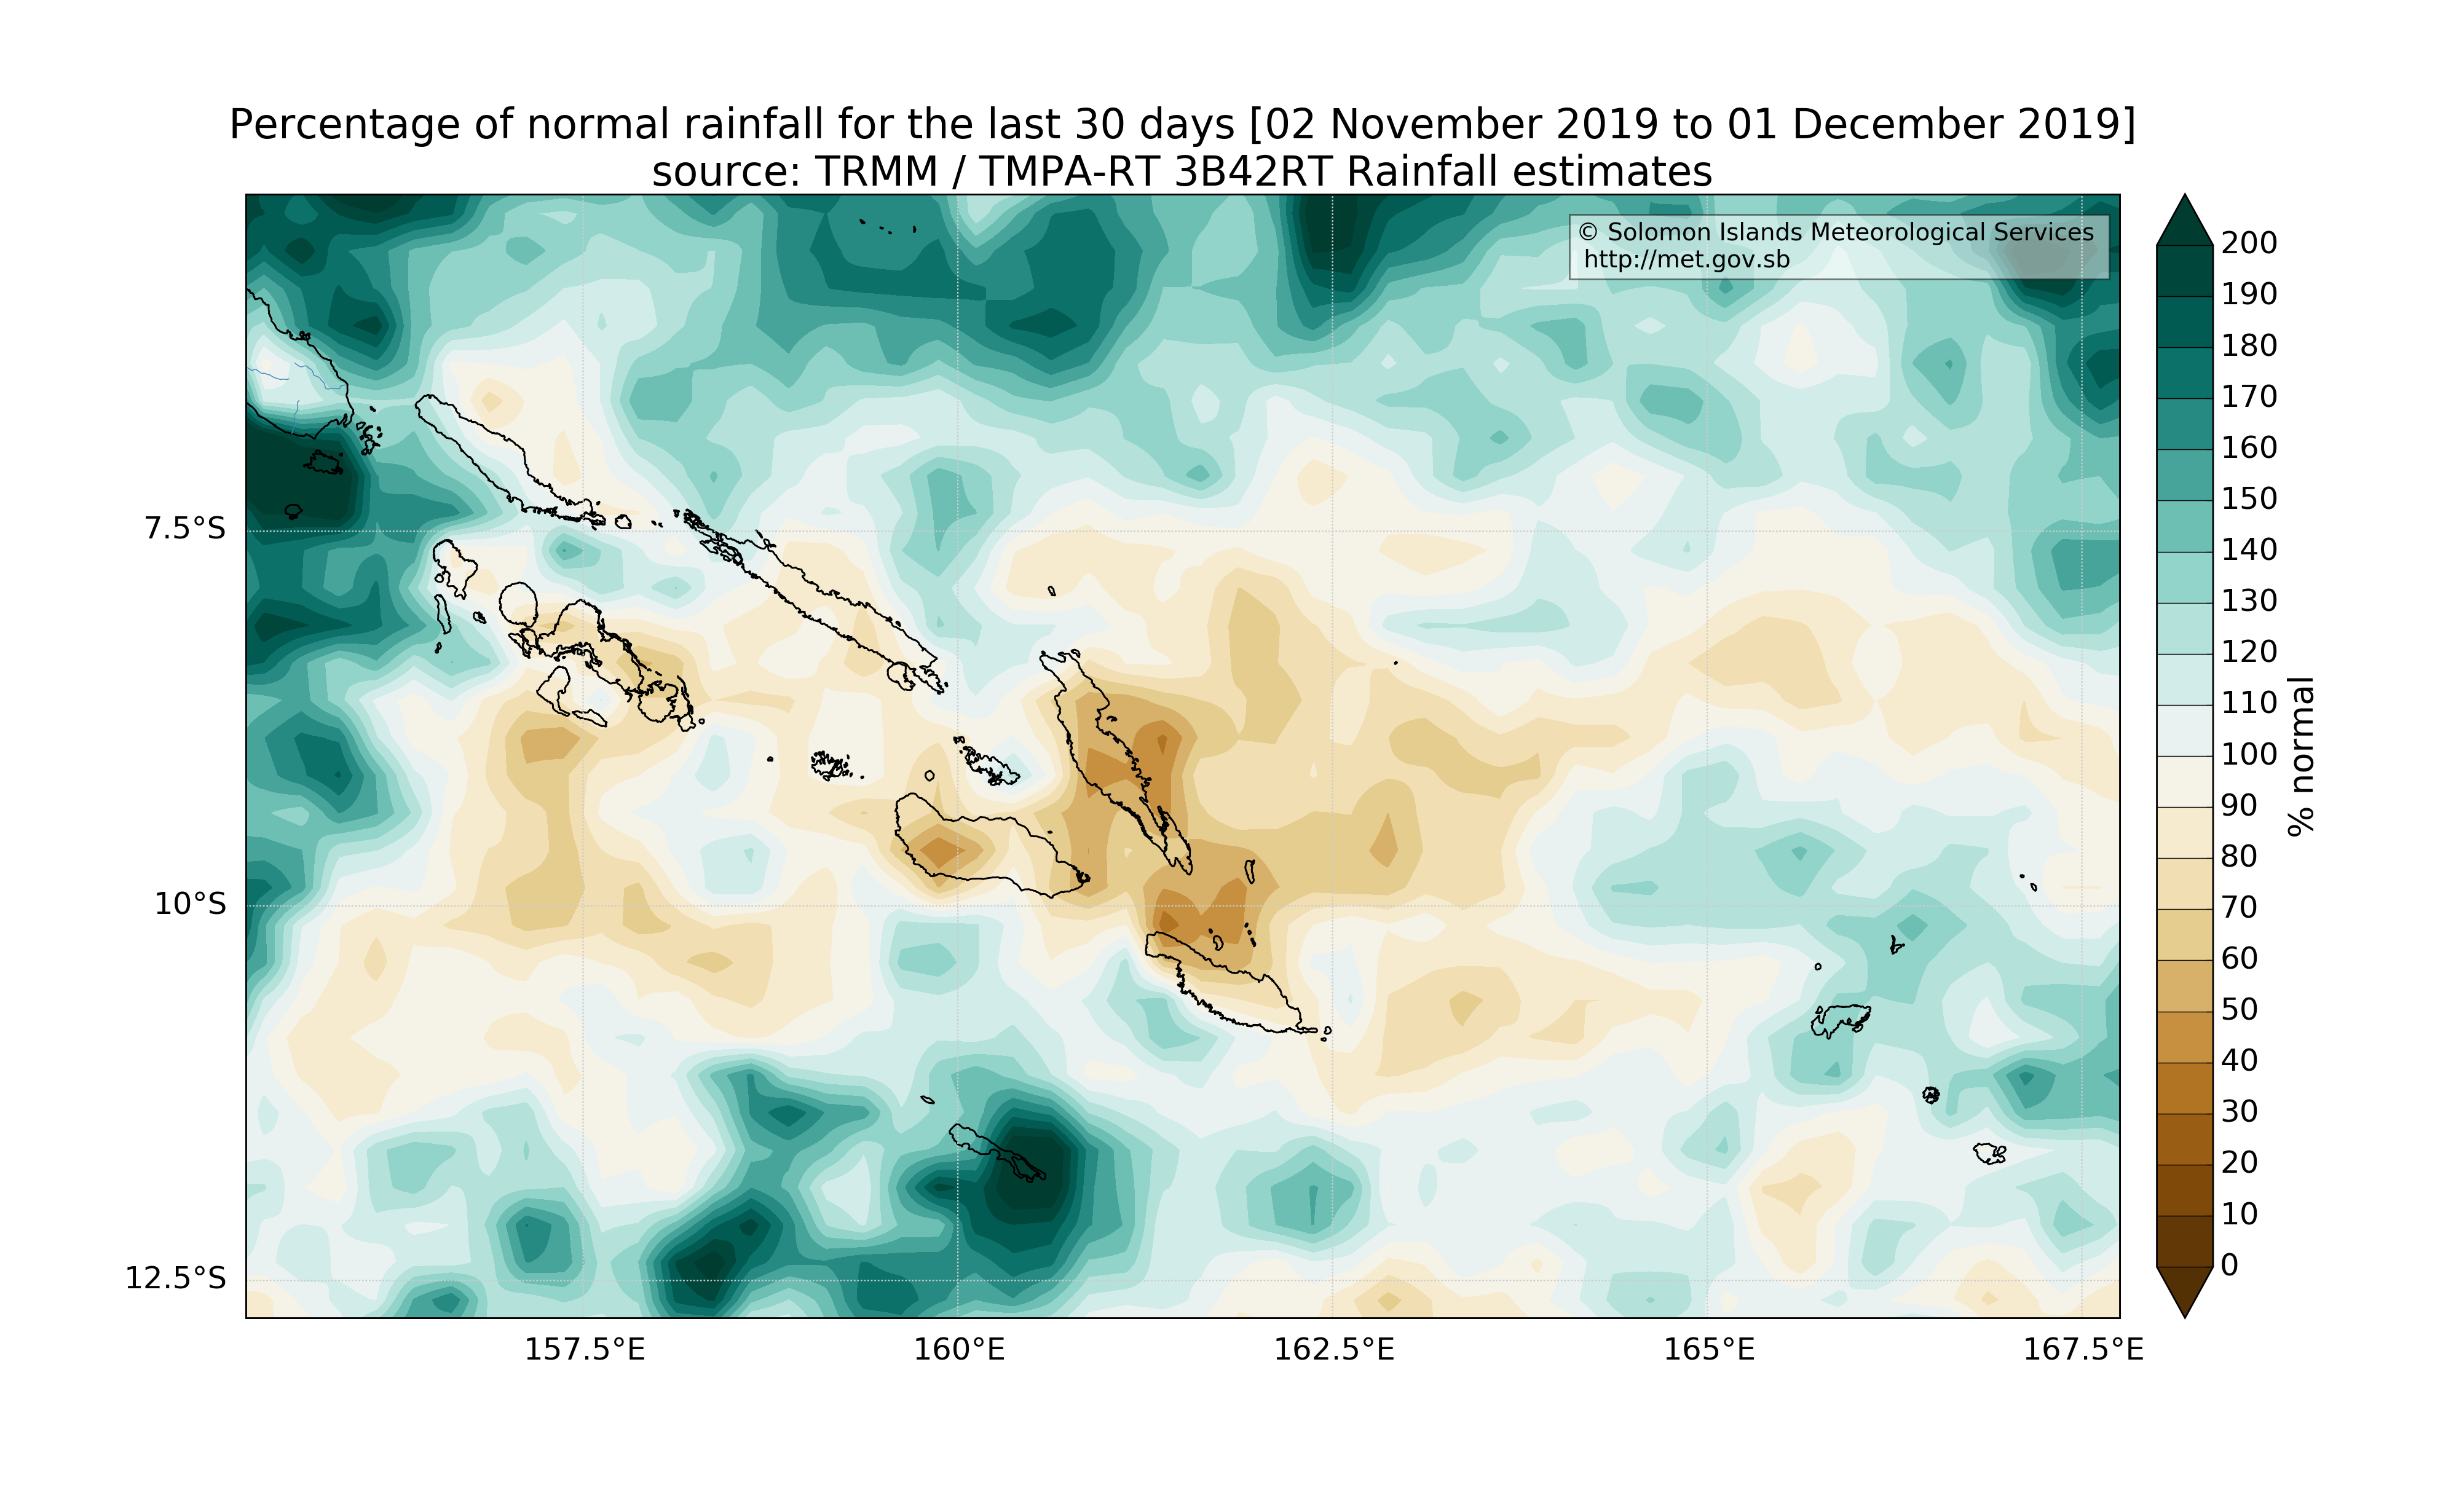 Percentage of normal rainfall for the last 30 days [02 November 2019 to 01 December 2019]
source: TRMM / TMPA-RT 3B42RT Rainfall estimates
© Solomon Islands Meteorological Services
http://met.gov.sb
7.5°S
10°S
12.5°S
157.5°E
160°E
162.5°E
165°E
167.5°E
200
190
180
170
160
150
140
130
120
110
100
90
80
70
60
50
40
30
20
10
0
% normal